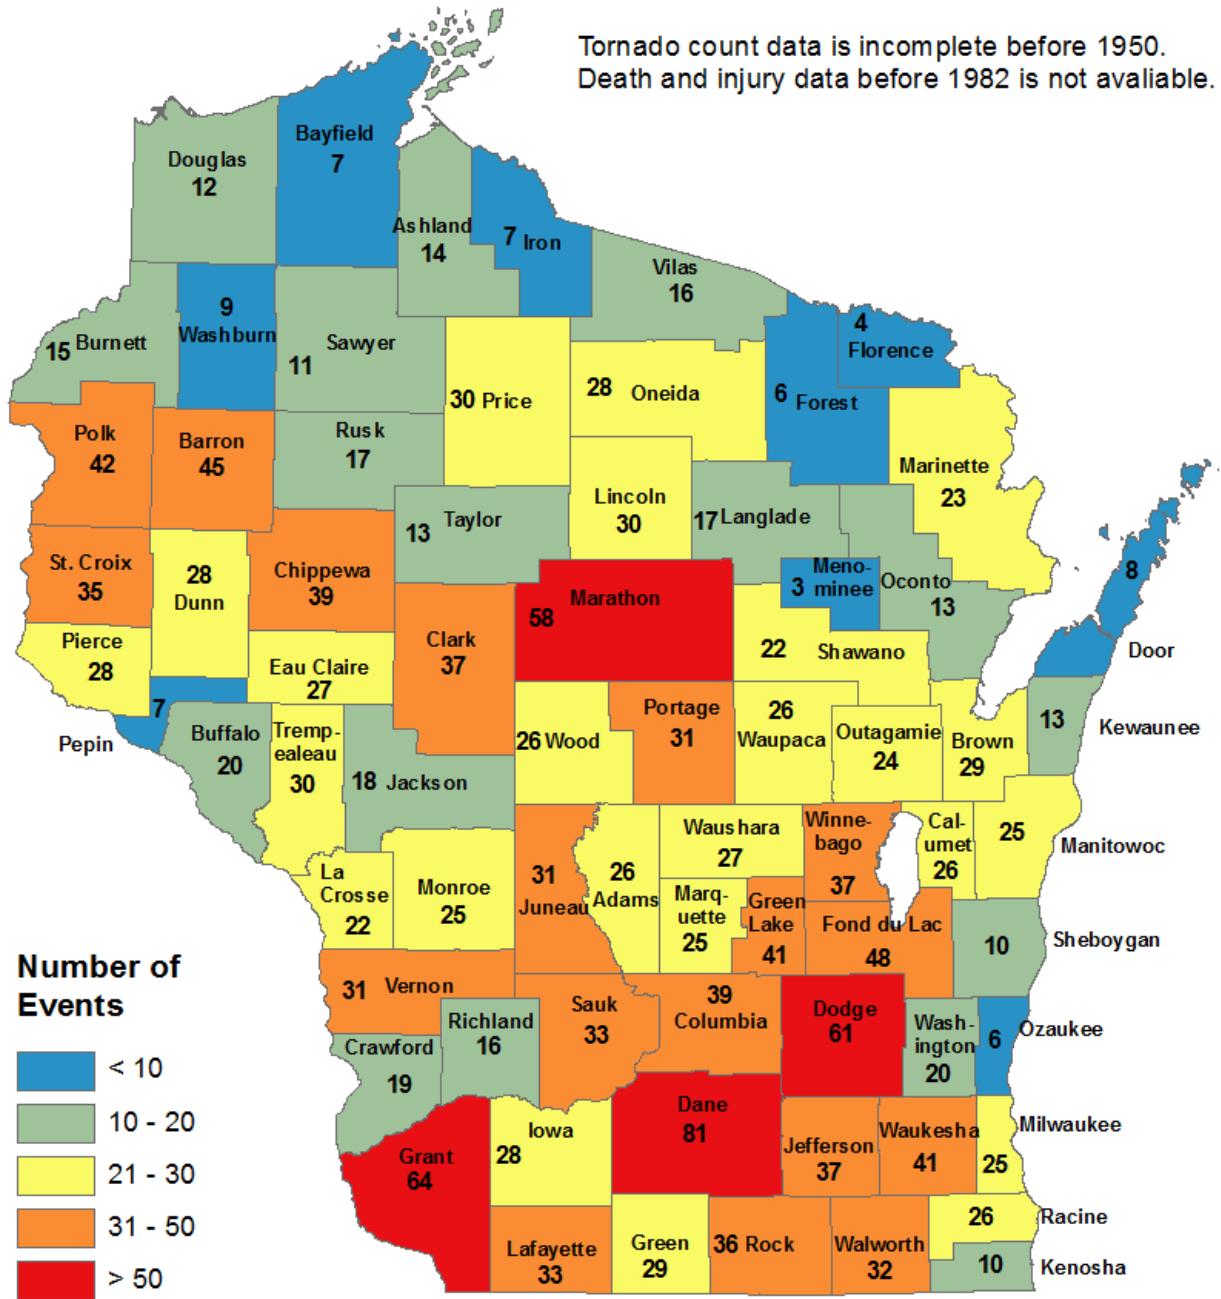 Tornado count data is incomplete before 1950.
Death and injury data before 1982 is not avaliable.
Bayfield
7
Douglas
12
Ashland
14
7 Iron
Vilas
16
9
Washburn
15 Burnett
Sawyer
11
4
Florence
30 Price
28 Oneida
6 Forest
Polk
42
Barron
45
Rusk
17
Marinette
23
Lincoln
30
13 Taylor
17 Langlade
St. Croix
35
28
Dunn
Chippewa
39
Meno-
3 minee
Oconto
13
8
Door
58 Marathon
Clark
37
Pierce
28
Eau Claire
27
22 Shawano
7
Pepin
Buffalo
20
Tremp-
ealeau
30
18 Jackson
26 Wood
Portage
31
26
Waupaca
Outagamie
24
Brown
29
13
Kewaunee
Waushara
27
Winne-
bago
37
Cal-
umet
26
25
Manitowoc
La
Crosse
22
Monroe
25
31
Juneau
26
Adams
Marq-
uette
25
Green
Lake
41
Fond du Lac
48
10
Sheboygan
31 Vernon
Richland
16
Sauk
33
39
Columbia
Dodge
61
Wash-
ington
20
6
Ozaukee
Crawford
19
Grant
64
Iowa
28
Dane
81
Jefferson
37
Waukesha
41
Milwaukee
25
Lafayette
33
Green
29
36 Rock
Walworth
32
26
Racine
10
Kenosha
Number of
Events
< 10
10 - 20
21 - 30
31 - 50
> 50